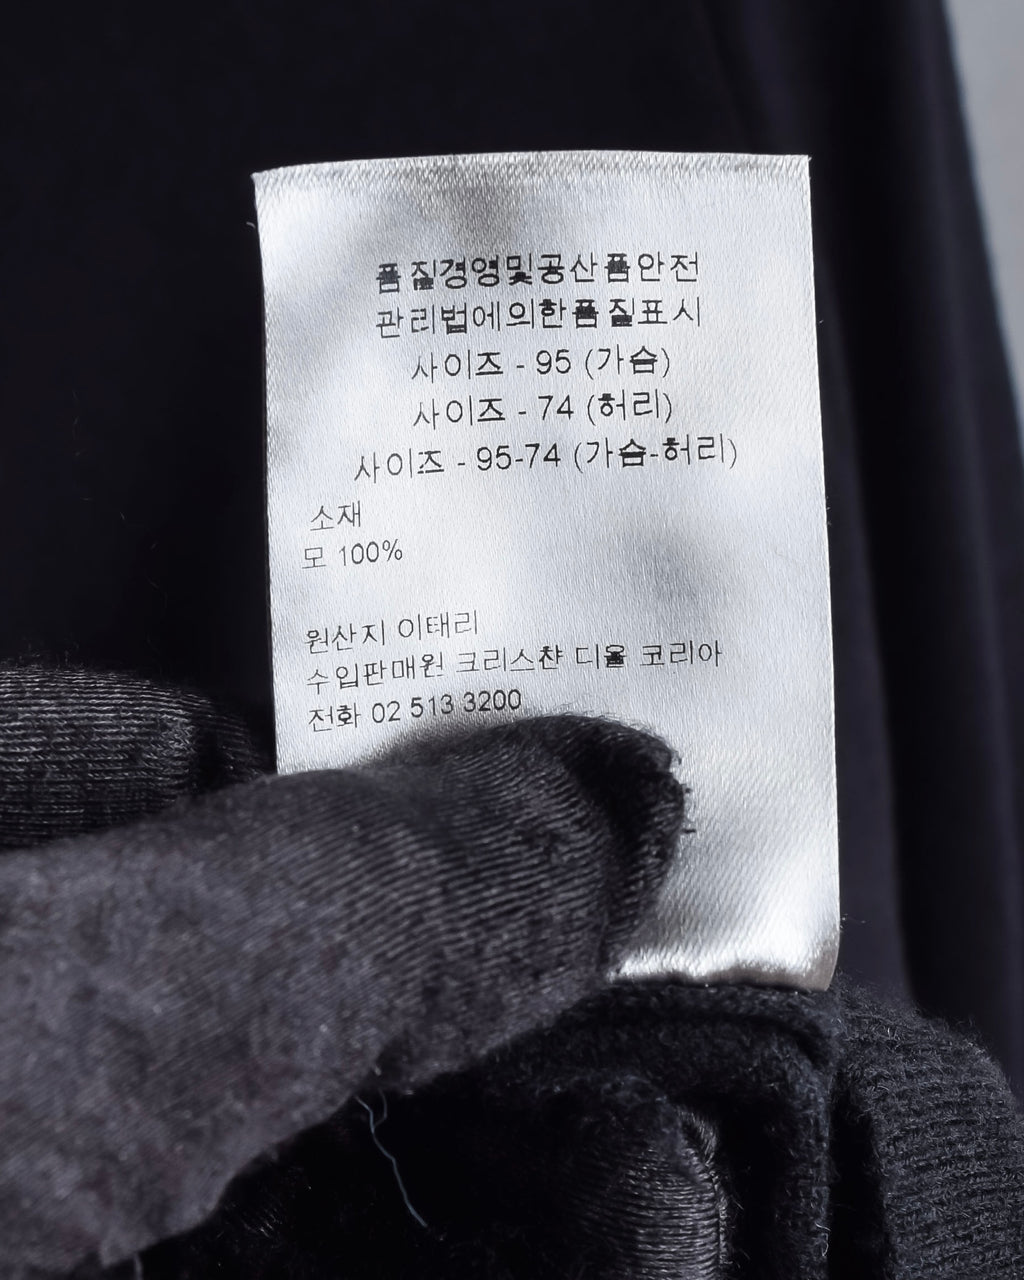 품질경영및공산품안전
관리법에의한품질표시
사이즈 - 95 (가슴)
사이즈 - 74 (허리)
사이즈 - 95-74 (가슴-허리)
소재
모 100%
원산지 이태리
수입판매원 크리스챤 디올 코리아
전화 02 513 3200